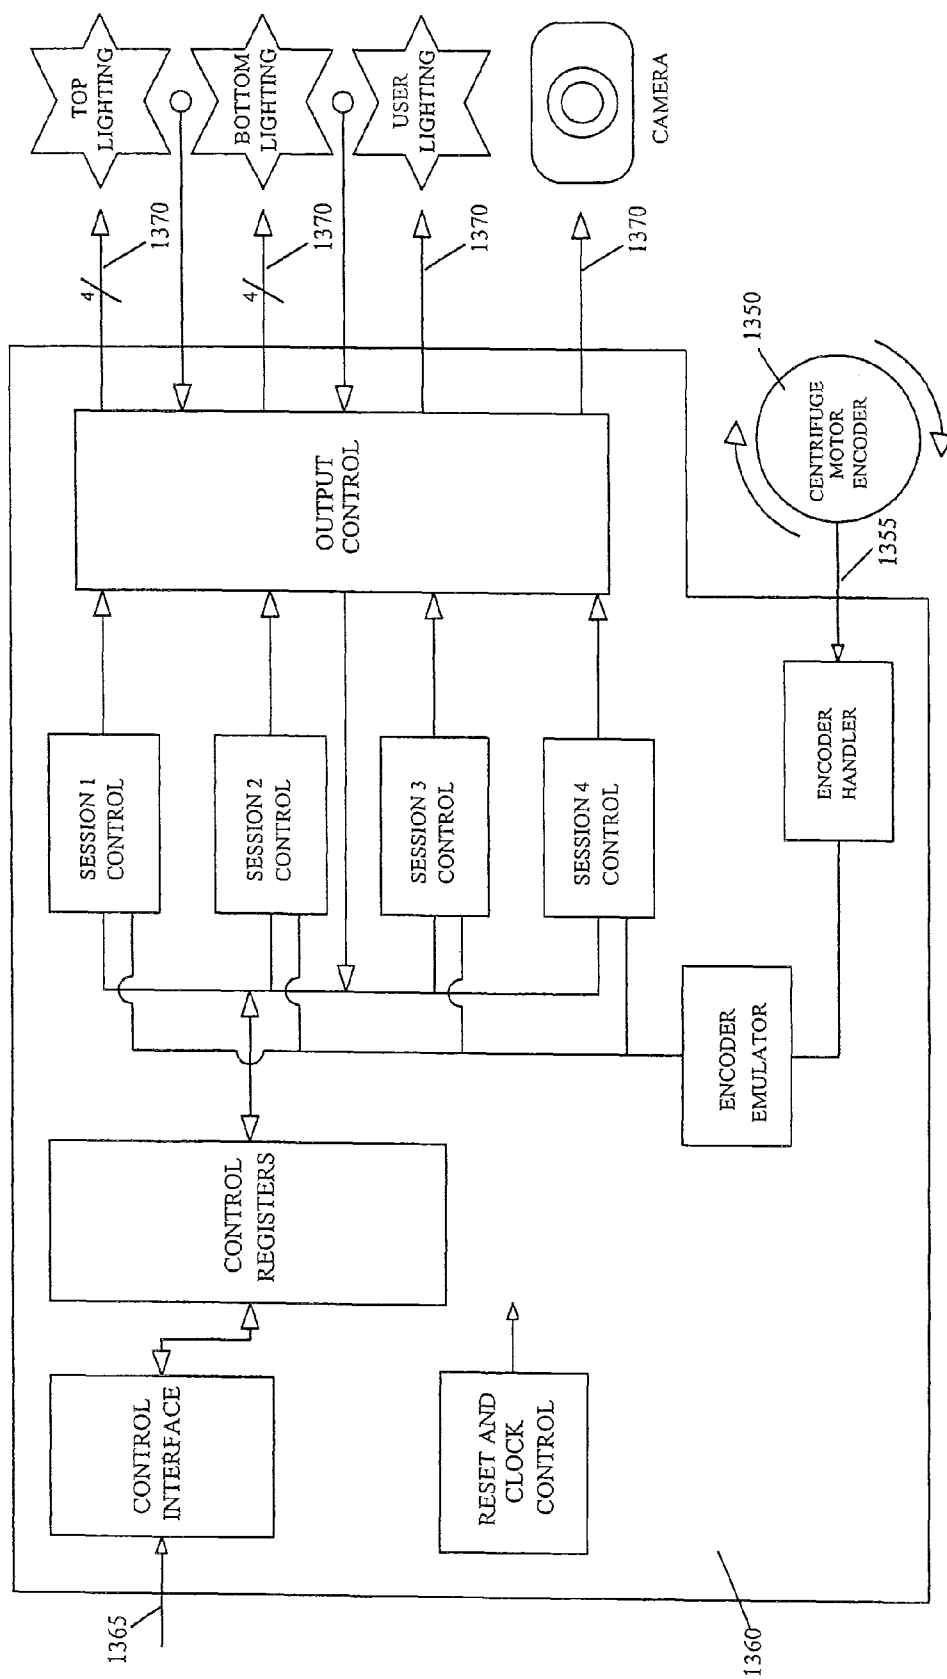 1365
CONTROL
INTERFACE
CONTROL
REGISTERS
RESET AND
CLOCK
CONTROL
1360
SESSION 1
CONTROL
SESSION 2
CONTROL
SESSION 3
CONTROL
SESSION 4
CONTROL
ENCODER
EMULATOR
ENCODER
HANDLER
OUTPUT
CONTROL
1355
CENTRIFUGE
MOTOR
ENCODER
1350
4
1370
4
1370
1370
1370
TOP
LIGHTING
BOTTOM
LIGHTING
USER
LIGHTING
CAMERA